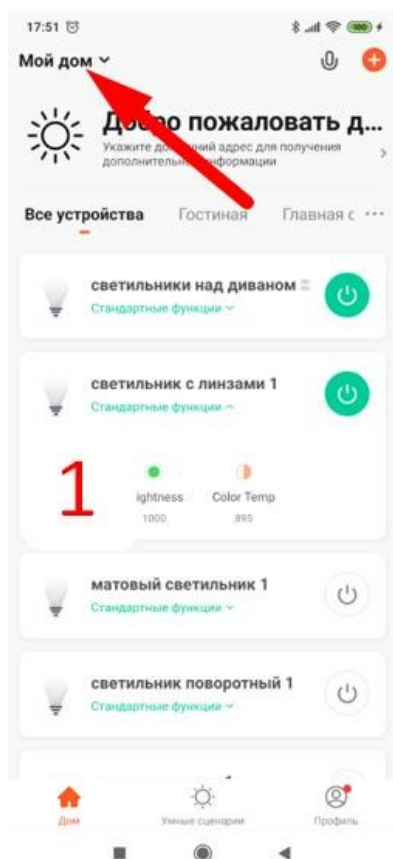 17:51
Мой дом
Добро пожаловать д...
Укажите домашний адрес для получения
дополнительной информации
Все устройства Гостиная Главная с ...
светильники над диваном
Стандартные функции
светильник с линзами 1
Стандартные функции
1
ightness Color Temp
1000 895
матовый светильник 1
Стандартные функции
светильник поворотный 1
Стандартные функции
Дом Умные сценарии Профиль